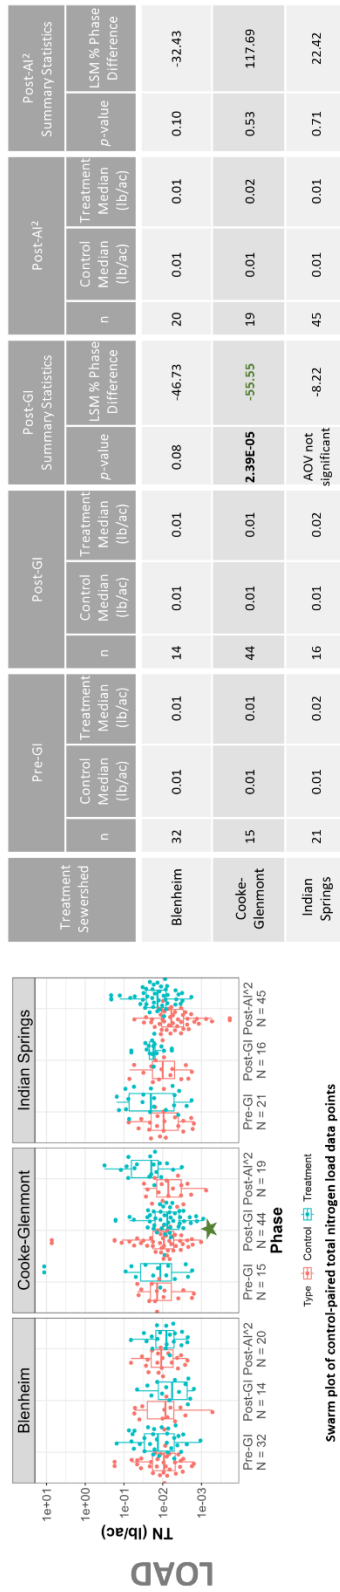 LOAD
TN (lb/ac)
1e+01
1e+00
1e-01
1e-02
1e-03
Blenheim
Cooke-Glenmont
Indian Springs
Pre-GI Post-GI Post-AI^2
N = 32 N = 14 N = 20
Pre-GI Post-GI Post-AI^2
N = 15 N = 44 N = 19
Pre-GI Post-GI Post-AI^2
N = 21 N = 16 N = 45
Phase
Type Control Treatment
Swarm plot of control-paired total nitrogen load data points
Treatment Sewershed
Pre-GI
Post-GI
Post-GI Summary Statistics
Post-AI²
Post-AI² Summary Statistics
n
Control Median (lb/ac)
Treatment Median (lb/ac)
n
Control Median (lb/ac)
Treatment Median (lb/ac)
p-value
LSM % Phase Difference
n
Control Median (lb/ac)
Treatment Median (lb/ac)
p-value
LSM % Phase Difference
Blenheim 32 0.01 0.01 14 0.01 0.01 0.08 -46.73 20 0.01 0.01 0.10 -32.43
Cooke-Glenmont 15 0.01 0.01 44 0.01 0.01 2.39E-05 -55.55 19 0.01 0.02 0.53 117.69
Indian Springs 21 0.01 0.02 16 0.01 0.02 AOV not significant -8.22 45 0.01 0.01 0.71 22.42